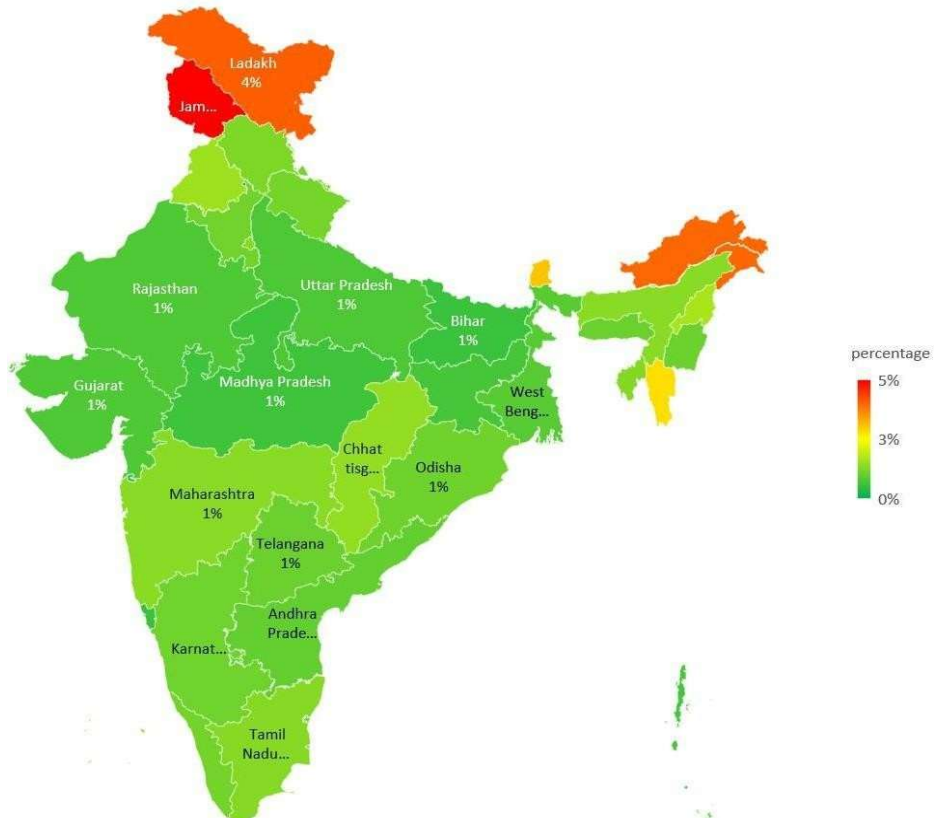 Ladakh
4%
Jam...
Rajasthan
1%
Uttar Pradesh
1%
Bihar
1%
Gujarat
1%
Madhya Pradesh
1%
West
Beng...
Chhat
tisg...
Odisha
1%
Maharashtra
1%
Telangana
1%
Andhra
Prade...
Karnat...
Tamil
Nadu...
percentage
5%
3%
0%